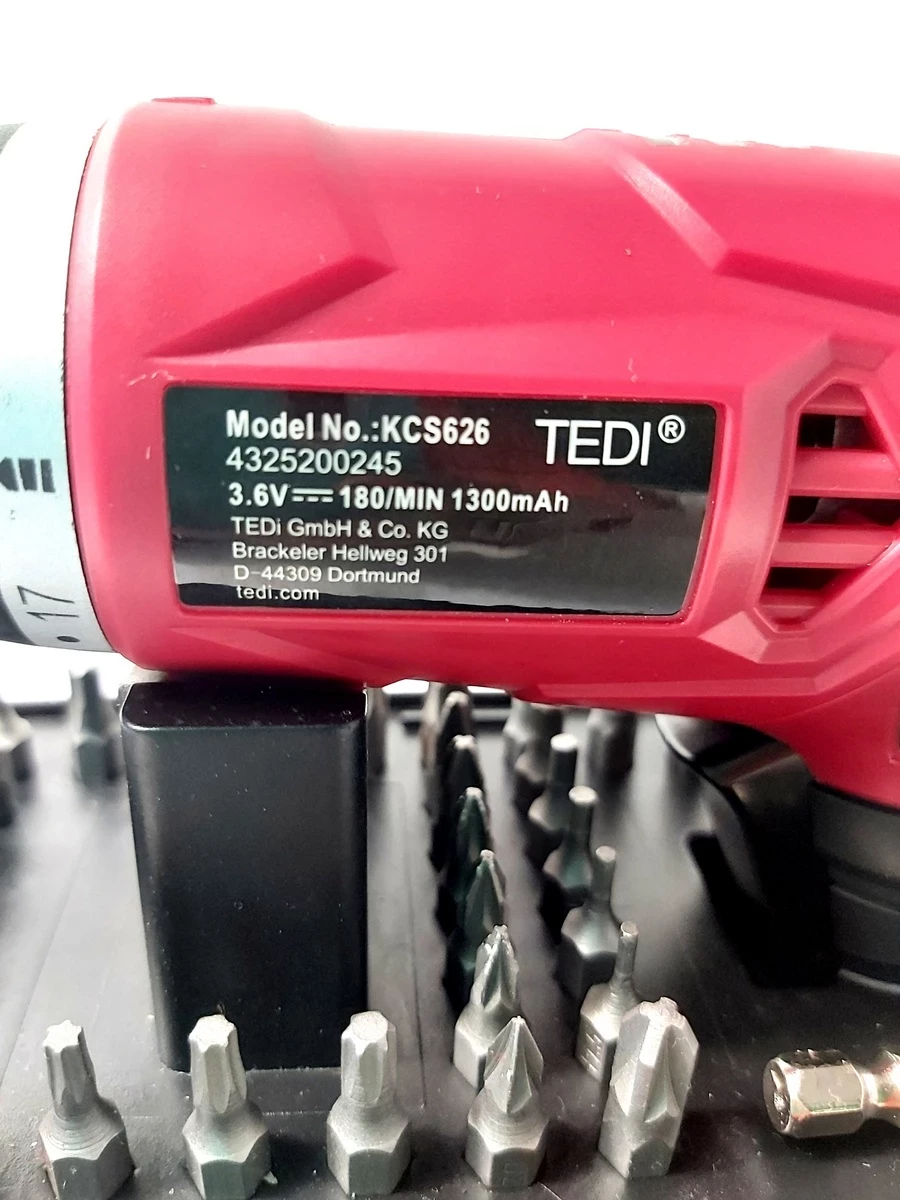 Model No.:KCS626
TEDI®
4325200245
3.6V⎓180/MIN 1300mAh
TEDi GmbH & Co. KG
Brackeler Hellweg 301
D-44309 Dortmund
tedi.com
• 17